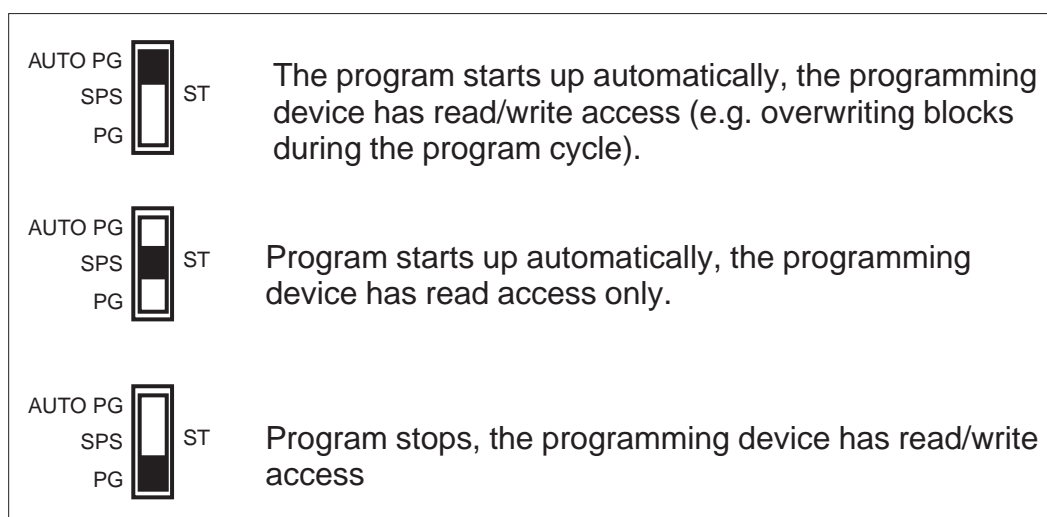 AUTO PG
SPS
PG
ST
The program starts up automatically, the programming
device has read/write access (e.g. overwriting blocks
during the program cycle).
AUTO PG
SPS
PG
ST
Program starts up automatically, the programming
device has read access only.
AUTO PG
SPS
PG
ST
Program stops, the programming device has read/write
access